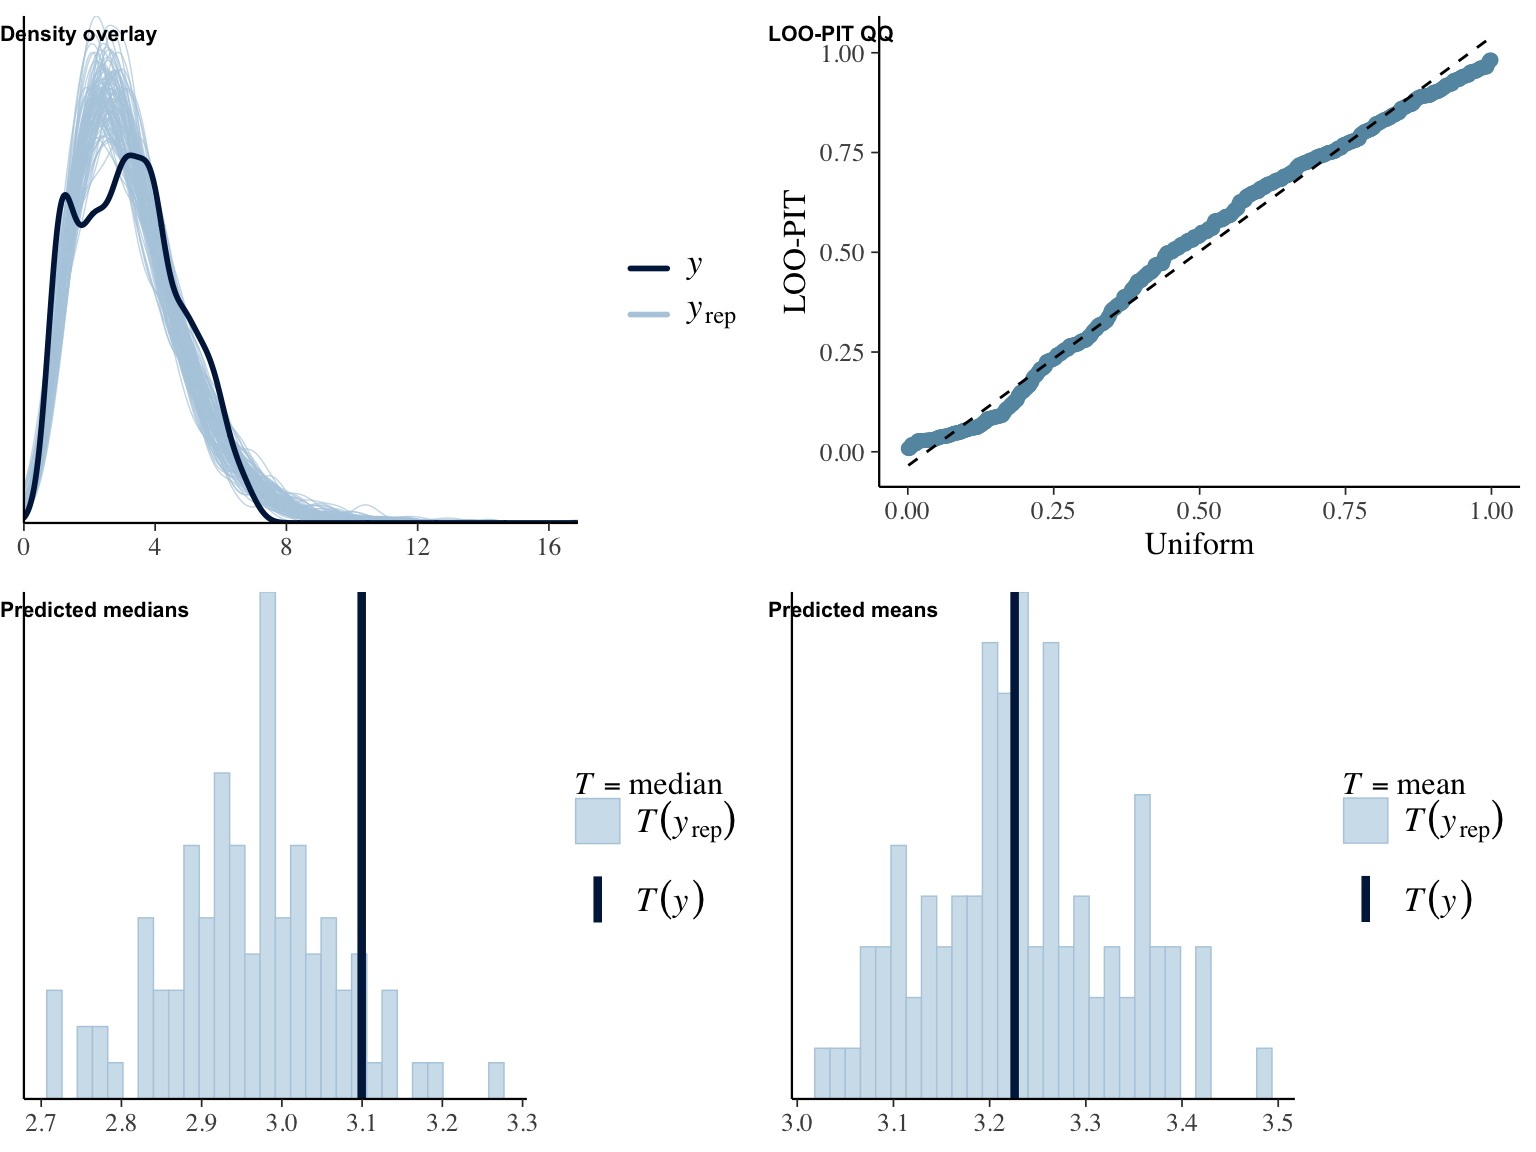 Density overlay
y
yrep
0 4 8 12 16
LOO-PIT QQ
1.00
0.75
0.50
0.25
0.00
LOO-PIT
0.00 0.25 0.50 0.75 1.00
Uniform
Predicted medians
T = median
T(yrep)
T(y)
2.7 2.8 2.9 3.0 3.1 3.2 3.3
Predicted means
T = mean
T(yrep)
T(y)
3.0 3.1 3.2 3.3 3.4 3.5